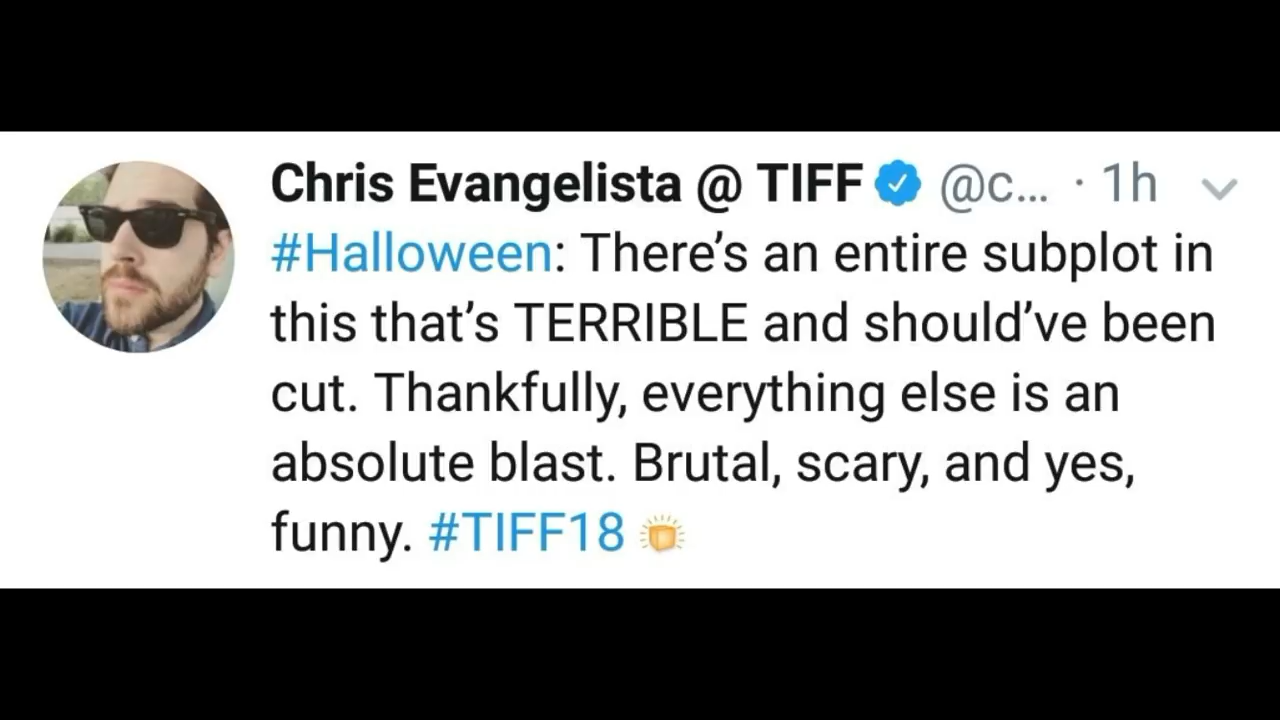 Chris Evangelista @ TIFF @c... · 1h
#Halloween: There’s an entire subplot in
this that’s TERRIBLE and should’ve been
cut. Thankfully, everything else is an
absolute blast. Brutal, scary, and yes,
funny. #TIFF18